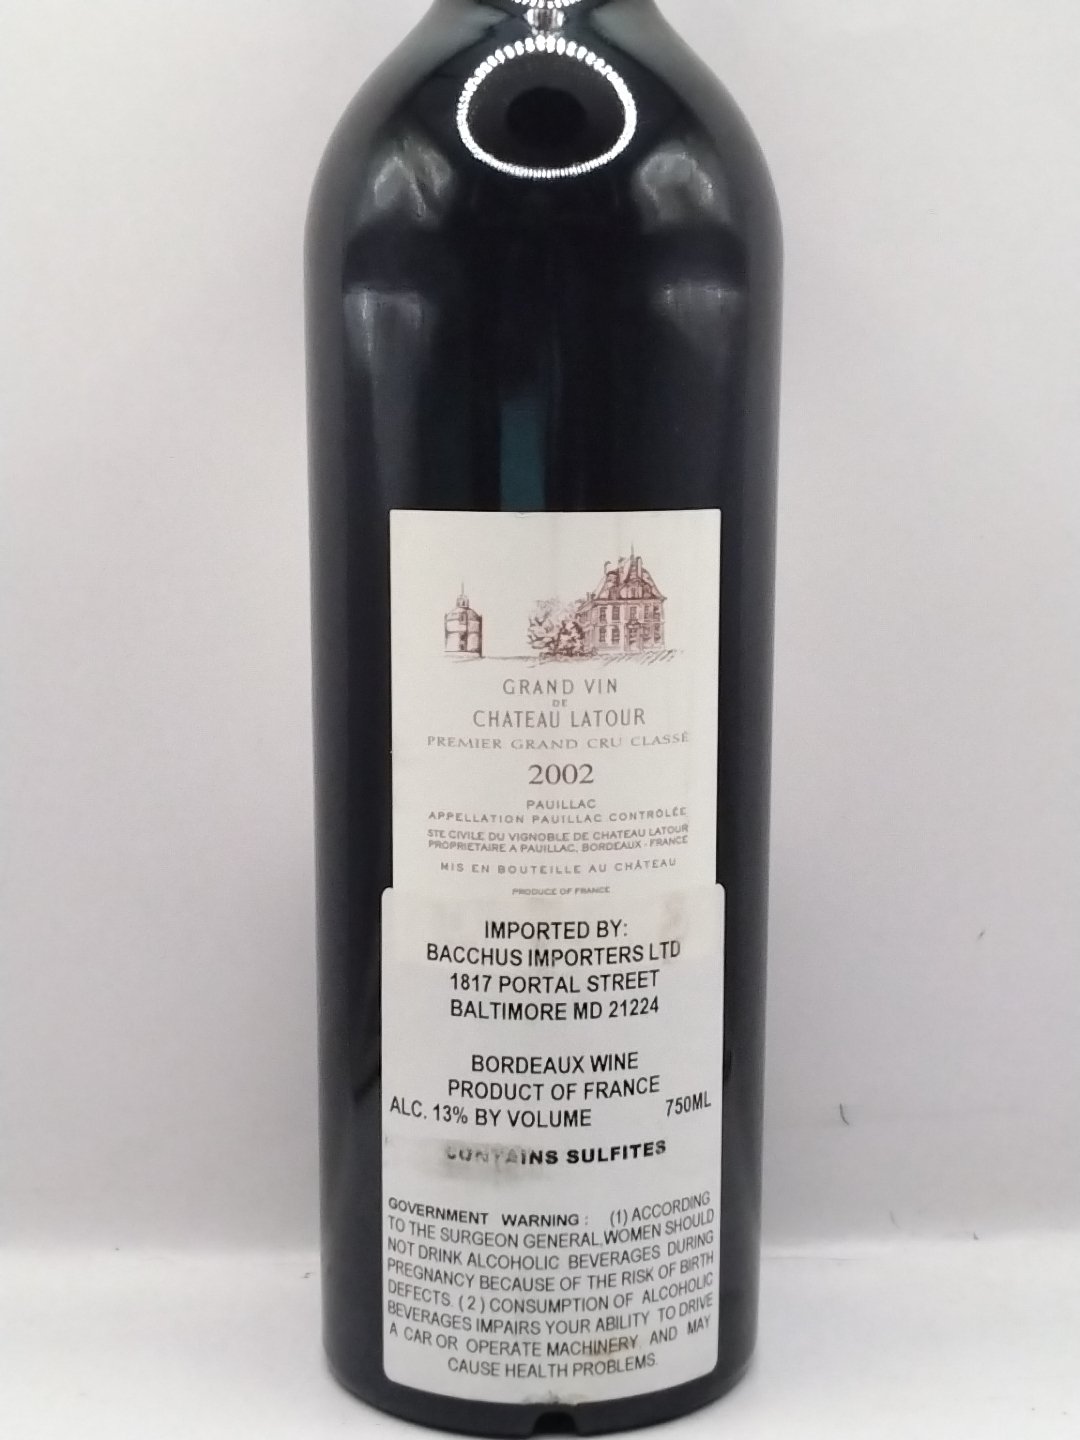 GRAND VIN
DE
CHATEAU LATOUR
PREMIER GRAND CRU CLASSÉ
2002
PAUILLAC
APPELLATION PAUILLAC CONTRÔLÉE
STE CIVILE DU VIGNOBLE DE CHATEAU LATOUR
PROPRIETAIRE A PAUILLAC, BORDEAUX - FRANCE
MIS EN BOUTEILLE AU CHÂTEAU
PRODUCE OF FRANCE
IMPORTED BY:
BACCHUS IMPORTERS LTD
1817 PORTAL STREET
BALTIMORE MD 21224
BORDEAUX WINE
PRODUCT OF FRANCE
ALC. 13% BY VOLUME 750ML
CONTAINS SULFITES
GOVERNMENT WARNING: (1) ACCORDING
TO THE SURGEON GENERAL, WOMEN SHOULD
NOT DRINK ALCOHOLIC BEVERAGES DURING
PREGNANCY BECAUSE OF THE RISK OF BIRTH
DEFECTS. (2) CONSUMPTION OF ALCOHOLIC
BEVERAGES IMPAIRS YOUR ABILITY TO DRIVE
A CAR OR OPERATE MACHINERY. AND MAY
CAUSE HEALTH PROBLEMS.